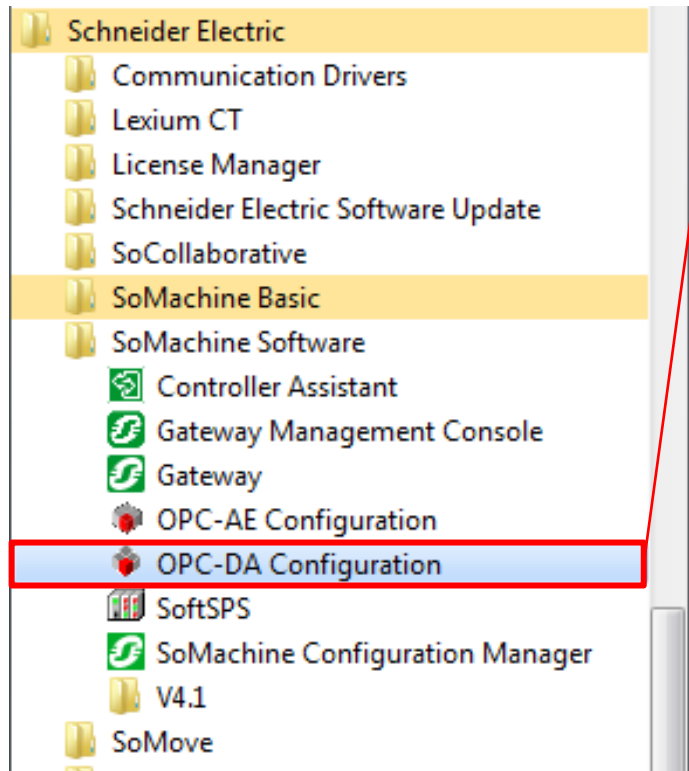 Schneider Electric
Communication Drivers
Lexium CT
License Manager
Schneider Electric Software Update
SoCollaborative
SoMachine Basic
SoMachine Software
Controller Assistant
Gateway Management Console
Gateway
OPC-AE Configuration
OPC-DA Configuration
SoftSPS
SoMachine Configuration Manager
V4.1
SoMove